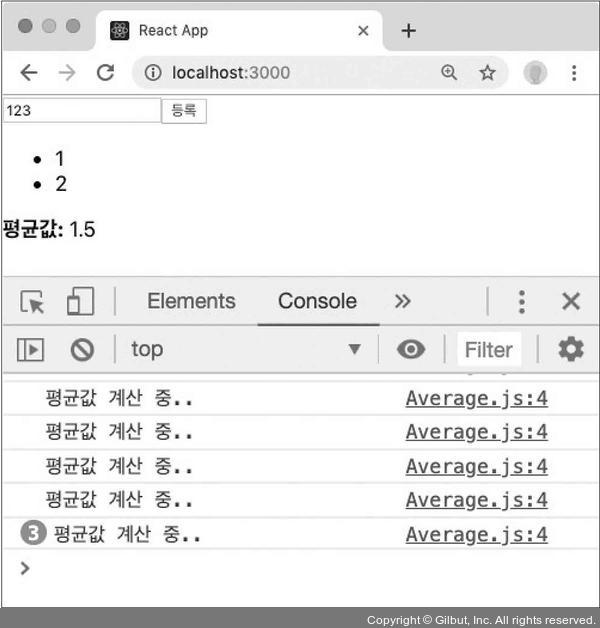 React App
localhost:3000
123 등록
• 1
• 2
평균값: 1.5
Elements Console »
top Filter
평균값 계산 중.. Average.js:4
평균값 계산 중.. Average.js:4
평균값 계산 중.. Average.js:4
평균값 계산 중.. Average.js:4
3 평균값 계산 중.. Average.js:4
>
Copyright © Gilbut, Inc. All rights reserved.